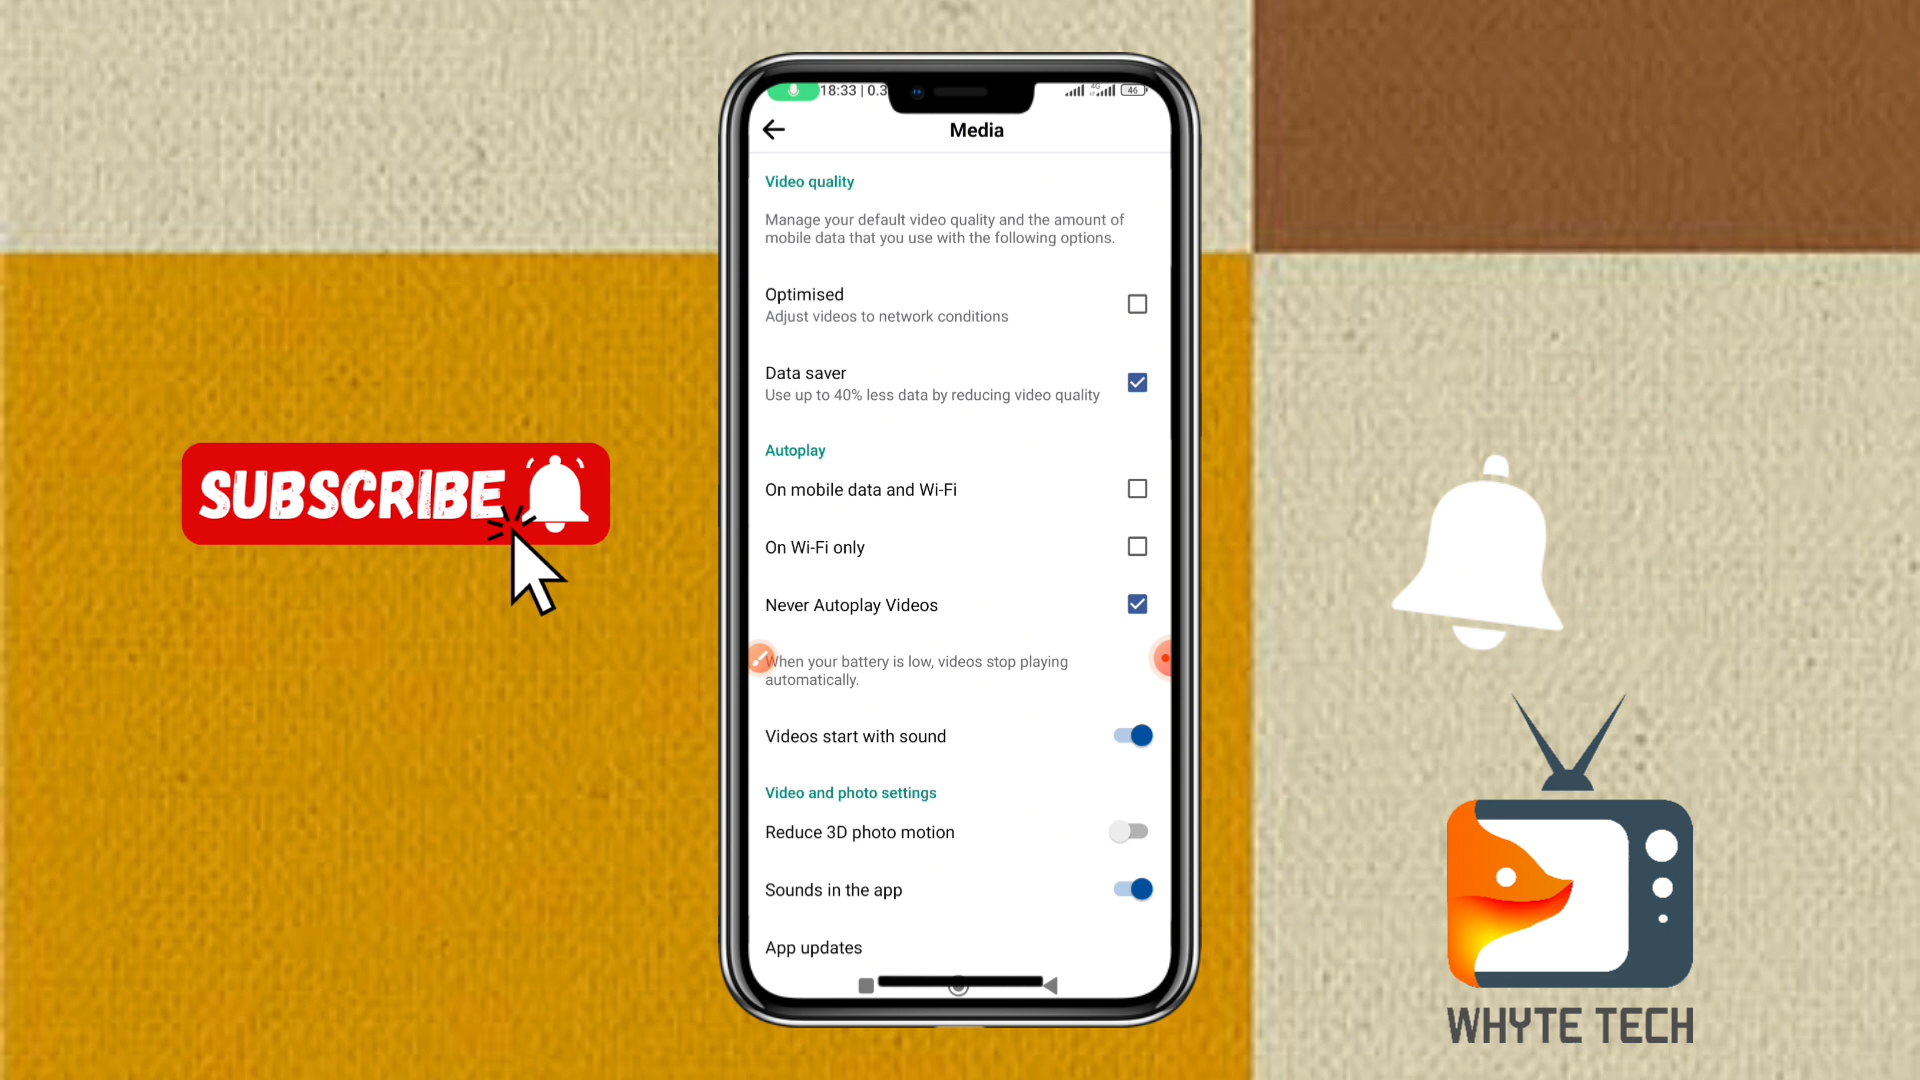 18:33 | 0.3
4G
46
Media
Video quality
Manage your default video quality and the amount of
mobile data that you use with the following options.
Optimised
Adjust videos to network conditions
Data saver
Use up to 40% less data by reducing video quality
Autoplay
On mobile data and Wi-Fi
On Wi-Fi only
Never Autoplay Videos
When your battery is low, videos stop playing
automatically.
Videos start with sound
Video and photo settings
Reduce 3D photo motion
Sounds in the app
App updates
SUBSCRIBE
WHYTE TECH